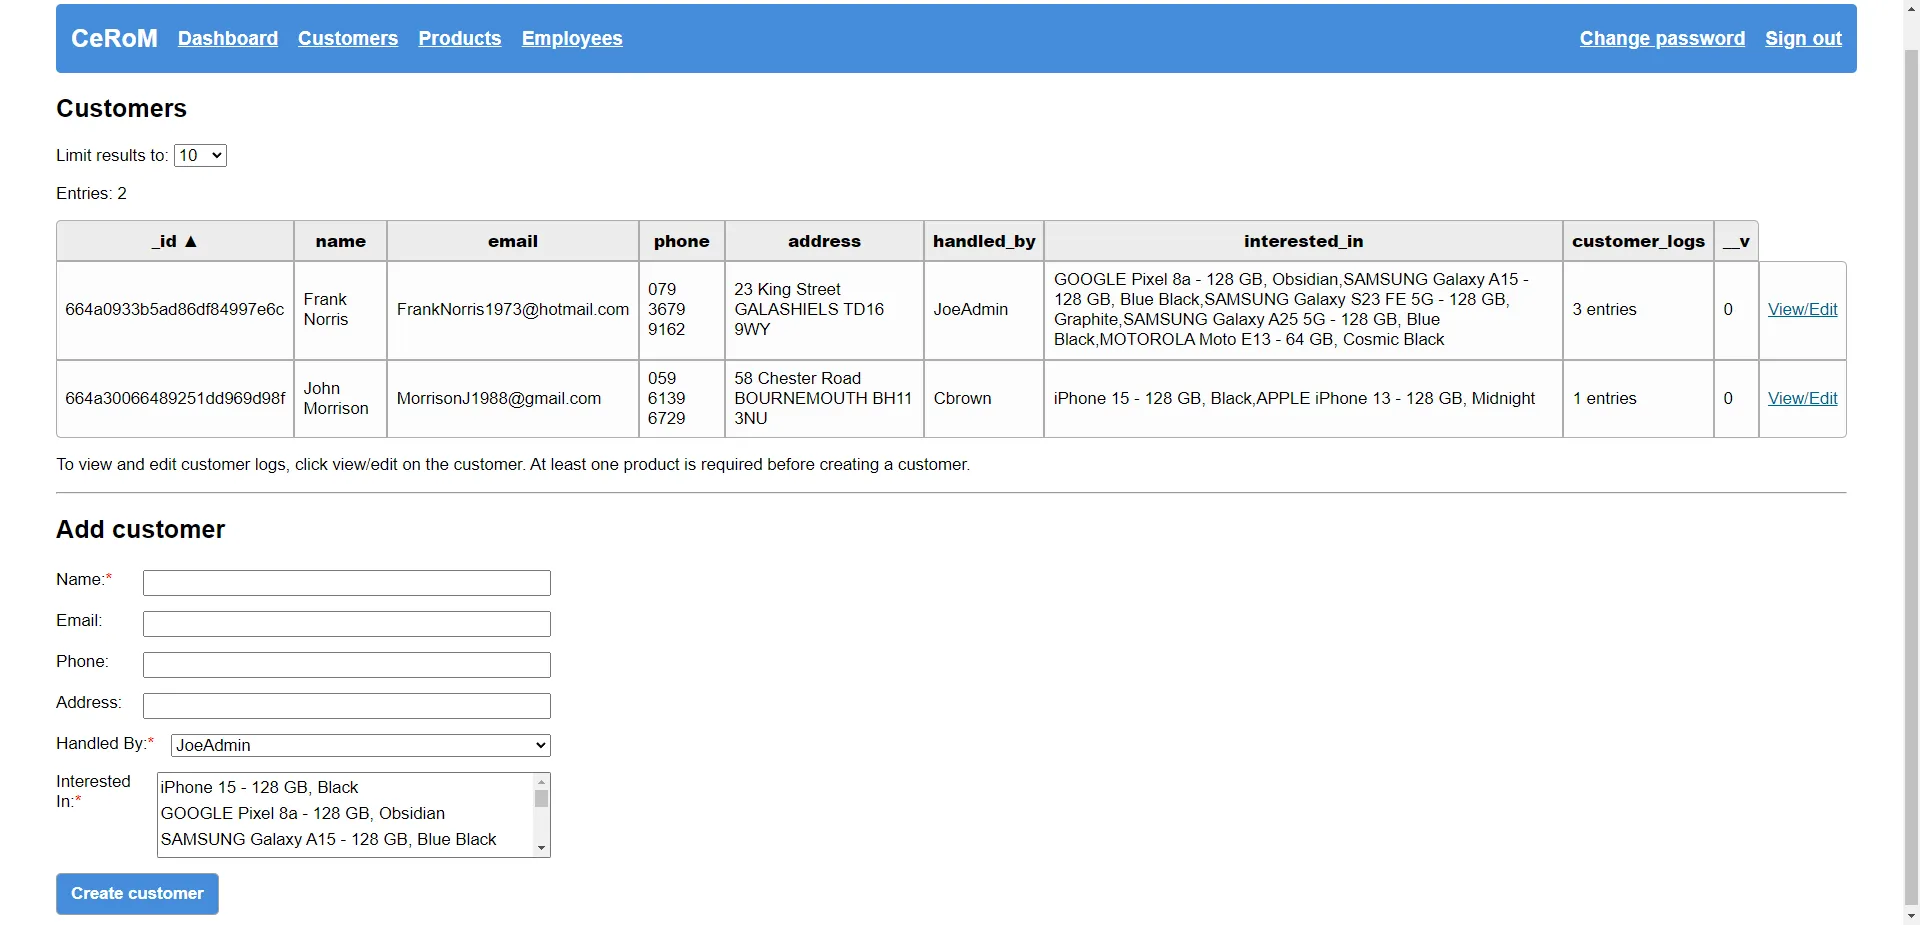 CeRoM Dashboard Customers Products Employees Change password Sign out
Customers
Limit results to: 10
Entries: 2
_id ▲ name email phone address handled_by interested_in customer_logs __v
664a0933b5ad86df84997e6c
Frank
Norris
FrankNorris1973@hotmail.com
079
3679
9162
23 King Street
GALASHIELS TD16
9WY
JoeAdmin
GOOGLE Pixel 8a - 128 GB, Obsidian,SAMSUNG Galaxy A15 -
128 GB, Blue Black,SAMSUNG Galaxy S23 FE 5G - 128 GB,
Graphite,SAMSUNG Galaxy A25 5G - 128 GB, Blue
Black,MOTOROLA Moto E13 - 64 GB, Cosmic Black
3 entries
0
View/Edit
664a30066489251dd969d98f
John
Morrison
MorrisonJ1988@gmail.com
059
6139
6729
58 Chester Road
BOURNEMOUTH BH11
3NU
Cbrown
iPhone 15 - 128 GB, Black,APPLE iPhone 13 - 128 GB, Midnight
1 entries
0
View/Edit
To view and edit customer logs, click view/edit on the customer. At least one product is required before creating a customer.
Add customer
Name:*
Email:
Phone:
Address:
Handled By:* JoeAdmin
Interested
In:*
iPhone 15 - 128 GB, Black
GOOGLE Pixel 8a - 128 GB, Obsidian
SAMSUNG Galaxy A15 - 128 GB, Blue Black
Create customer